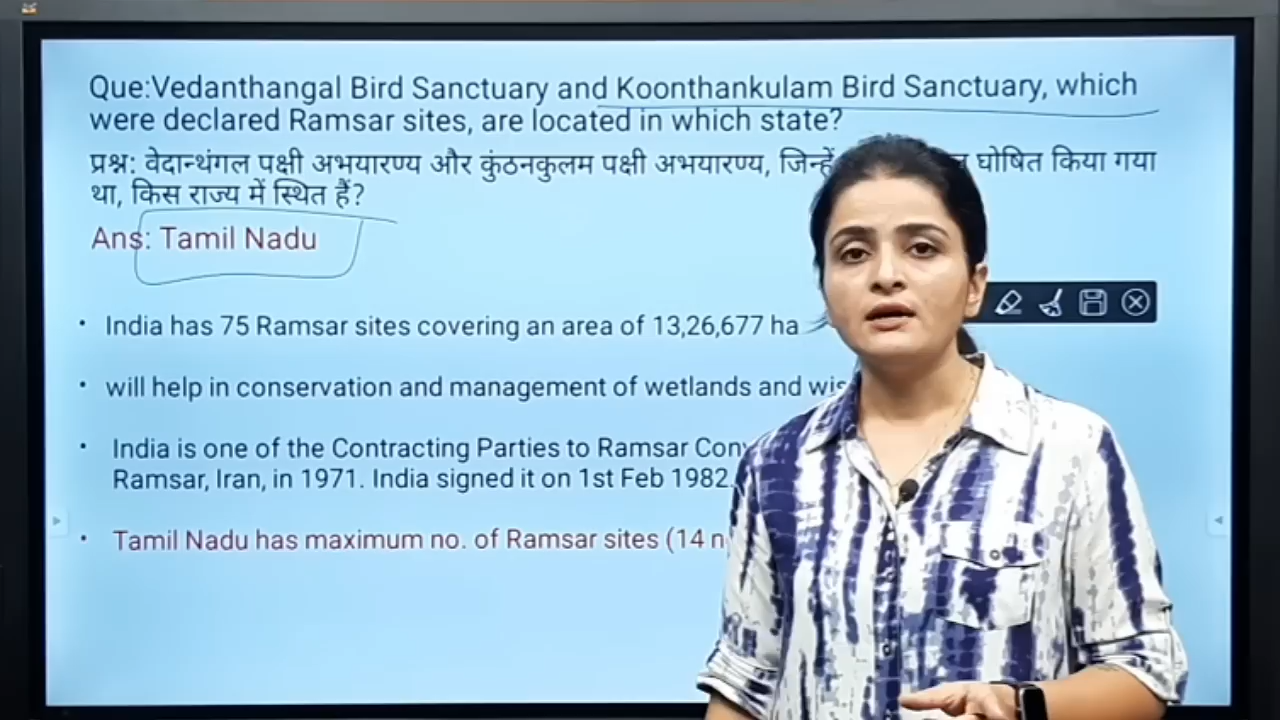 Que:Vedanthangal Bird Sanctuary and Koonthankulam Bird Sanctuary, which
were declared Ramsar sites, are located in which state?
प्रश्न: वेदान्थंगल पक्षी अभयारण्य और कुंठनकुलम पक्षी अभयारण्य, जिन्हें घोषित किया गया
था, किस राज्य में स्थित हैं?
Ans: Tamil Nadu
• India has 75 Ramsar sites covering an area of 13,26,677 ha
• will help in conservation and management of wetlands and
• India is one of the Contracting Parties to Ramsar
Ramsar, Iran, in 1971. India signed it on 1st Feb 1982.
• Tamil Nadu has maximum no. of Ramsar sites (14